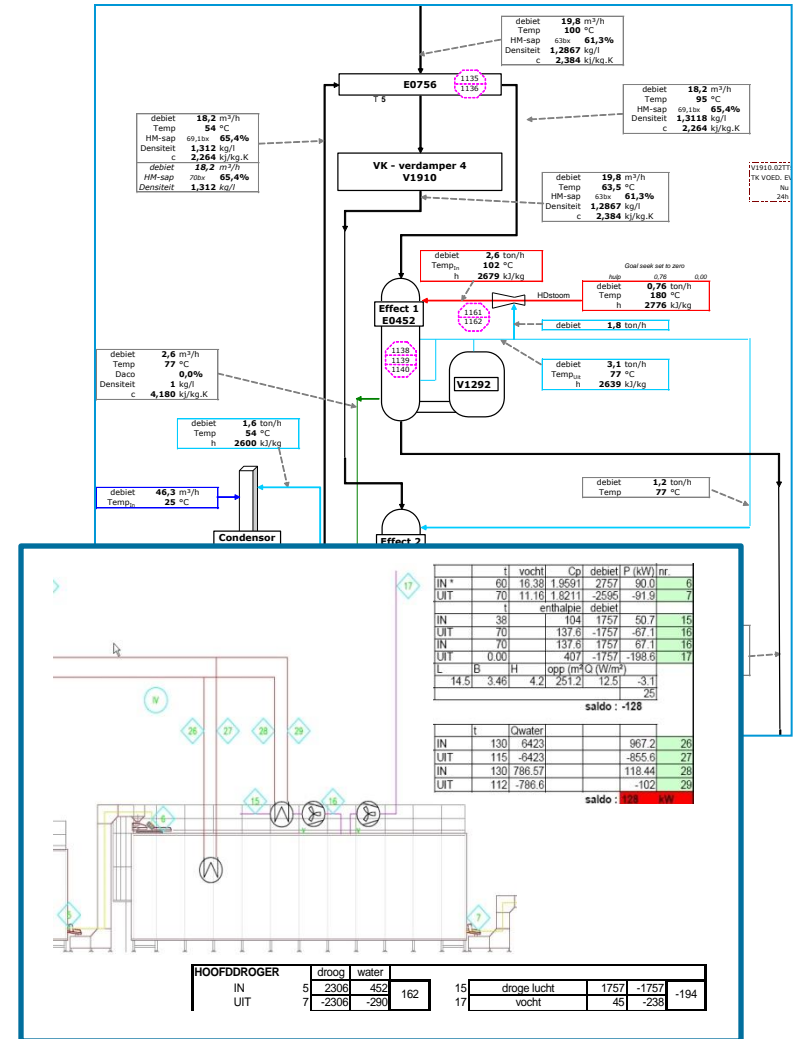 debiet 19,8 m³/h
Temp 100 °C
HM-sap 63bx 61,3%
Densiteit 1,2867 kg/l
c 2,384 kj/kg.K
E0756
1135
1136
T 5
debiet 18,2 m³/h
Temp 95 °C
HM-sap 69,1bx 65,4%
Densiteit 1,3118 kg/l
c 2,264 kj/kg.K
debiet 18,2 m³/h
Temp 54 °C
HM-sap 69,1bx 65,4%
Densiteit 1,312 kg/l
c 2,264 kj/kg.K
debiet 18,2 m³/h
HM-sap 70bx 65,4%
Densiteit 1,312 kg/l
VK - verdamper 4
V1910
debiet 19,8 m³/h
Temp 63,5 °C
HM-sap 63bx 61,3%
Densiteit 1,2867 kg/l
c 2,384 kj/kg.K
TK VOED.
Nu
24h
debiet 2,6 ton/h
TempIn 102 °C
h 2679 kJ/kg
Goal seek set to zero
hulp 0,76 0,00
debiet 0,76 ton/h
Temp 180 °C
h 2776 kJ/kg
HDstoom
Effect 1
E0452
1161
1162
debiet 1,8 ton/h
1138
1139
1140
V1292
debiet 3,1 ton/h
TempUit 77 °C
h 2639 kJ/kg
debiet 2,6 m³/h
Temp 77 °C
Daco 0,0%
Densiteit 1 kg/l
c 4,180 kj/kg.K
debiet 1,6 ton/h
Temp 54 °C
h 2600 kJ/kg
debiet 46,3 m³/h
TempIn 25 °C
debiet 1,2 ton/h
Temp 77 °C
Condensor
Effect 2
t vocht Cp debiet P (kW) nr.
IN * 60 16.38 1.9591 2757 90.0 6
UIT 70 11.16 1.8211 -2595 -91.9 7
t enthalpie debiet
IN 38 104 1757 50.7 15
UIT 70 137.6 -1757 -67.1 16
IN 70 137.6 1757 67.1 16
UIT 0.00 407 -1757 -198.6 17
L B H opp (m² Q (W/m²)
14.5 3.46 4.2 251.2 12.5 -3.1
25
saldo : -128
t Qwater
IN 130 6423 967.2 26
UIT 115 -6423 -855.6 27
IN 130 786.57 118.44 28
UIT 112 -786.6 -102 29
saldo : 128 kW
17
IV
26 27 28 29
15 16
6
5
7
HOOFDDROGER droog water
IN 5 2306 452 162 15 droge lucht 1757 -1757 -194
UIT 7 -2306 -290 17 vocht 45 -238